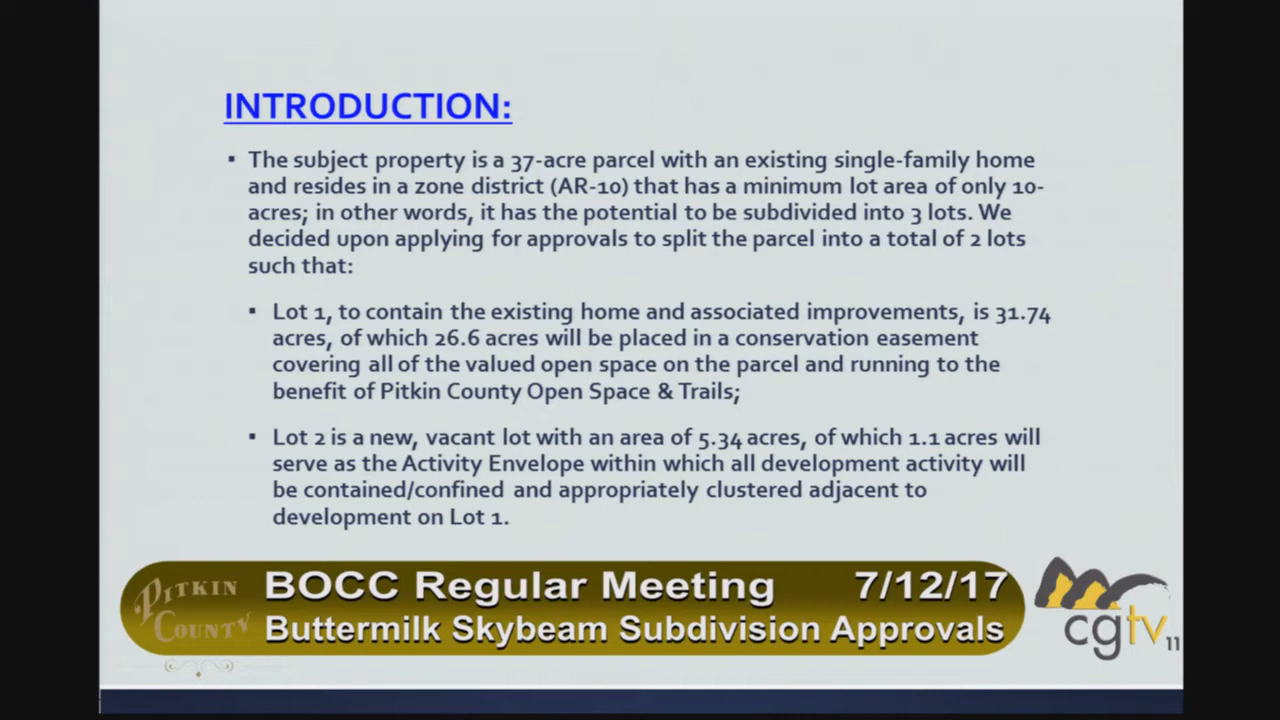 INTRODUCTION:
▪ The subject property is a 37-acre parcel with an existing single-family home
and resides in a zone district (AR-10) that has a minimum lot area of only 10-
acres; in other words, it has the potential to be subdivided into 3 lots. We
decided upon applying for approvals to split the parcel into a total of 2 lots
such that:
▪ Lot 1, to contain the existing home and associated improvements, is 31.74
acres, of which 26.6 acres will be placed in a conservation easement
covering all of the valued open space on the parcel and running to the
benefit of Pitkin County Open Space & Trails;
▪ Lot 2 is a new, vacant lot with an area of 5.34 acres, of which 1.1 acres will
serve as the Activity Envelope within which all development activity will
be contained/confined and appropriately clustered adjacent to
development on Lot 1.
PITKIN
COUNTY
BOCC Regular Meeting 7/12/17
Buttermilk Skybeam Subdivision Approvals
cgtv 11